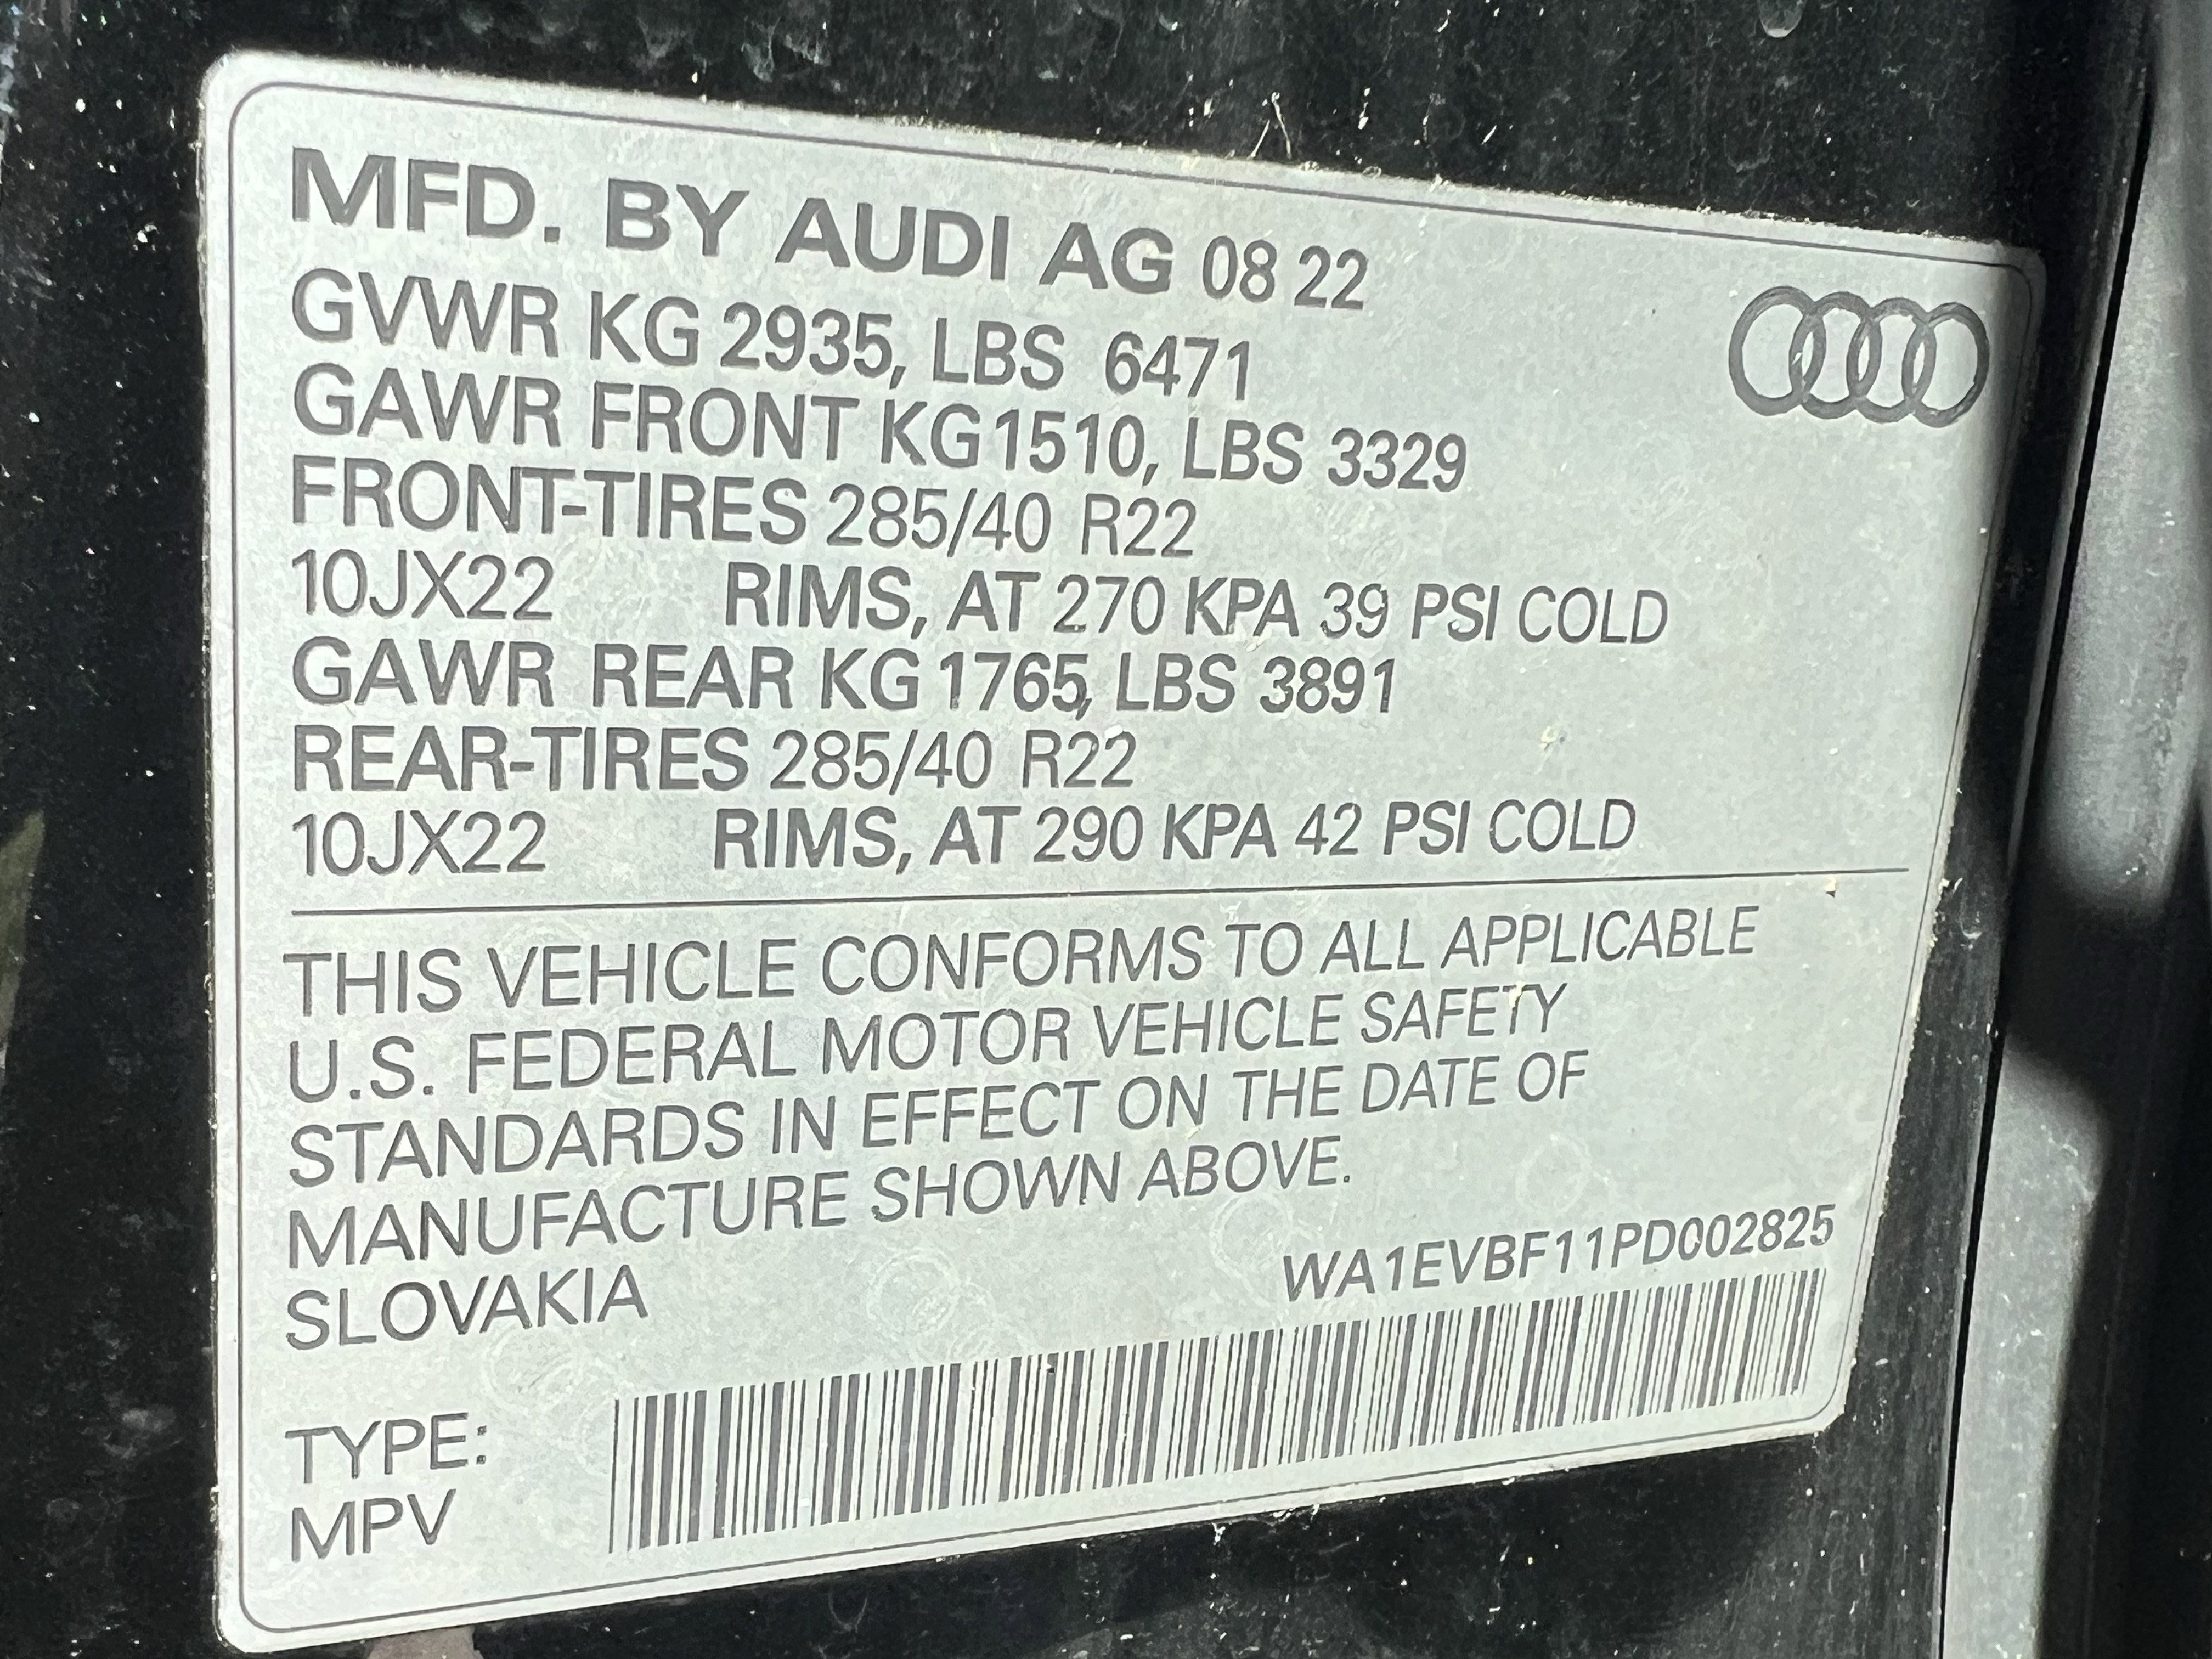 MFD. BY AUDI AG 08 22
GVWR KG 2935, LBS 6471
GAWR FRONT KG 1510, LBS 3329
FRONT-TIRES 285/40 R22
10JX22 RIMS, AT 270 KPA 39 PSI COLD
GAWR REAR KG 1765, LBS 3891
REAR-TIRES 285/40 R22
10JX22 RIMS, AT 290 KPA 42 PSI COLD
THIS VEHICLE CONFORMS TO ALL APPLICABLE
U.S. FEDERAL MOTOR VEHICLE SAFETY
STANDARDS IN EFFECT ON THE DATE OF
MANUFACTURE SHOWN ABOVE.
SLOVAKIA
WA1EVBF11PD002825
TYPE:
MPV